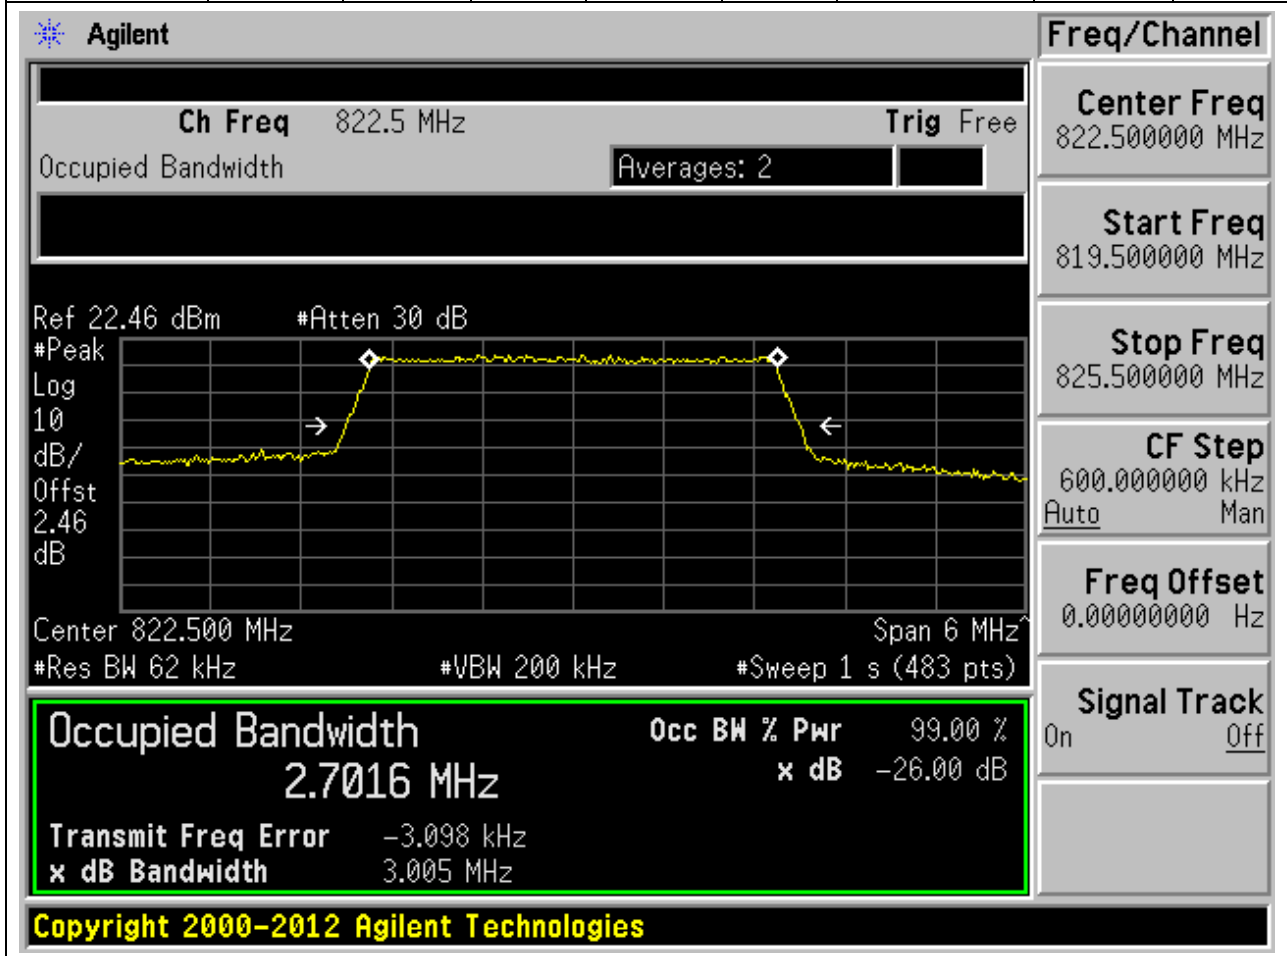 Agilent
Freq/Channel
Ch Freq 822.5 MHz Trig Free
Occupied Bandwidth Averages: 2
Center Freq
822.500000 MHz
Start Freq
819.500000 MHz
Stop Freq
825.500000 MHz
CF Step
600.000000 kHz
Auto Man
Freq Offset
0.00000000 Hz
Signal Track
On Off
Ref 22.46 dBm #Atten 30 dB
#Peak
Log
10
dB/
Offst
2.46
dB
Center 822.500 MHz Span 6 MHz^
#Res BW 62 kHz #VBW 200 kHz #Sweep 1 s (483 pts)
Occupied Bandwidth
2.7016 MHz
Occ BW % Pwr 99.00 %
x dB -26.00 dB
Transmit Freq Error -3.098 kHz
x dB Bandwidth 3.005 MHz
Copyright 2000-2012 Agilent Technologies